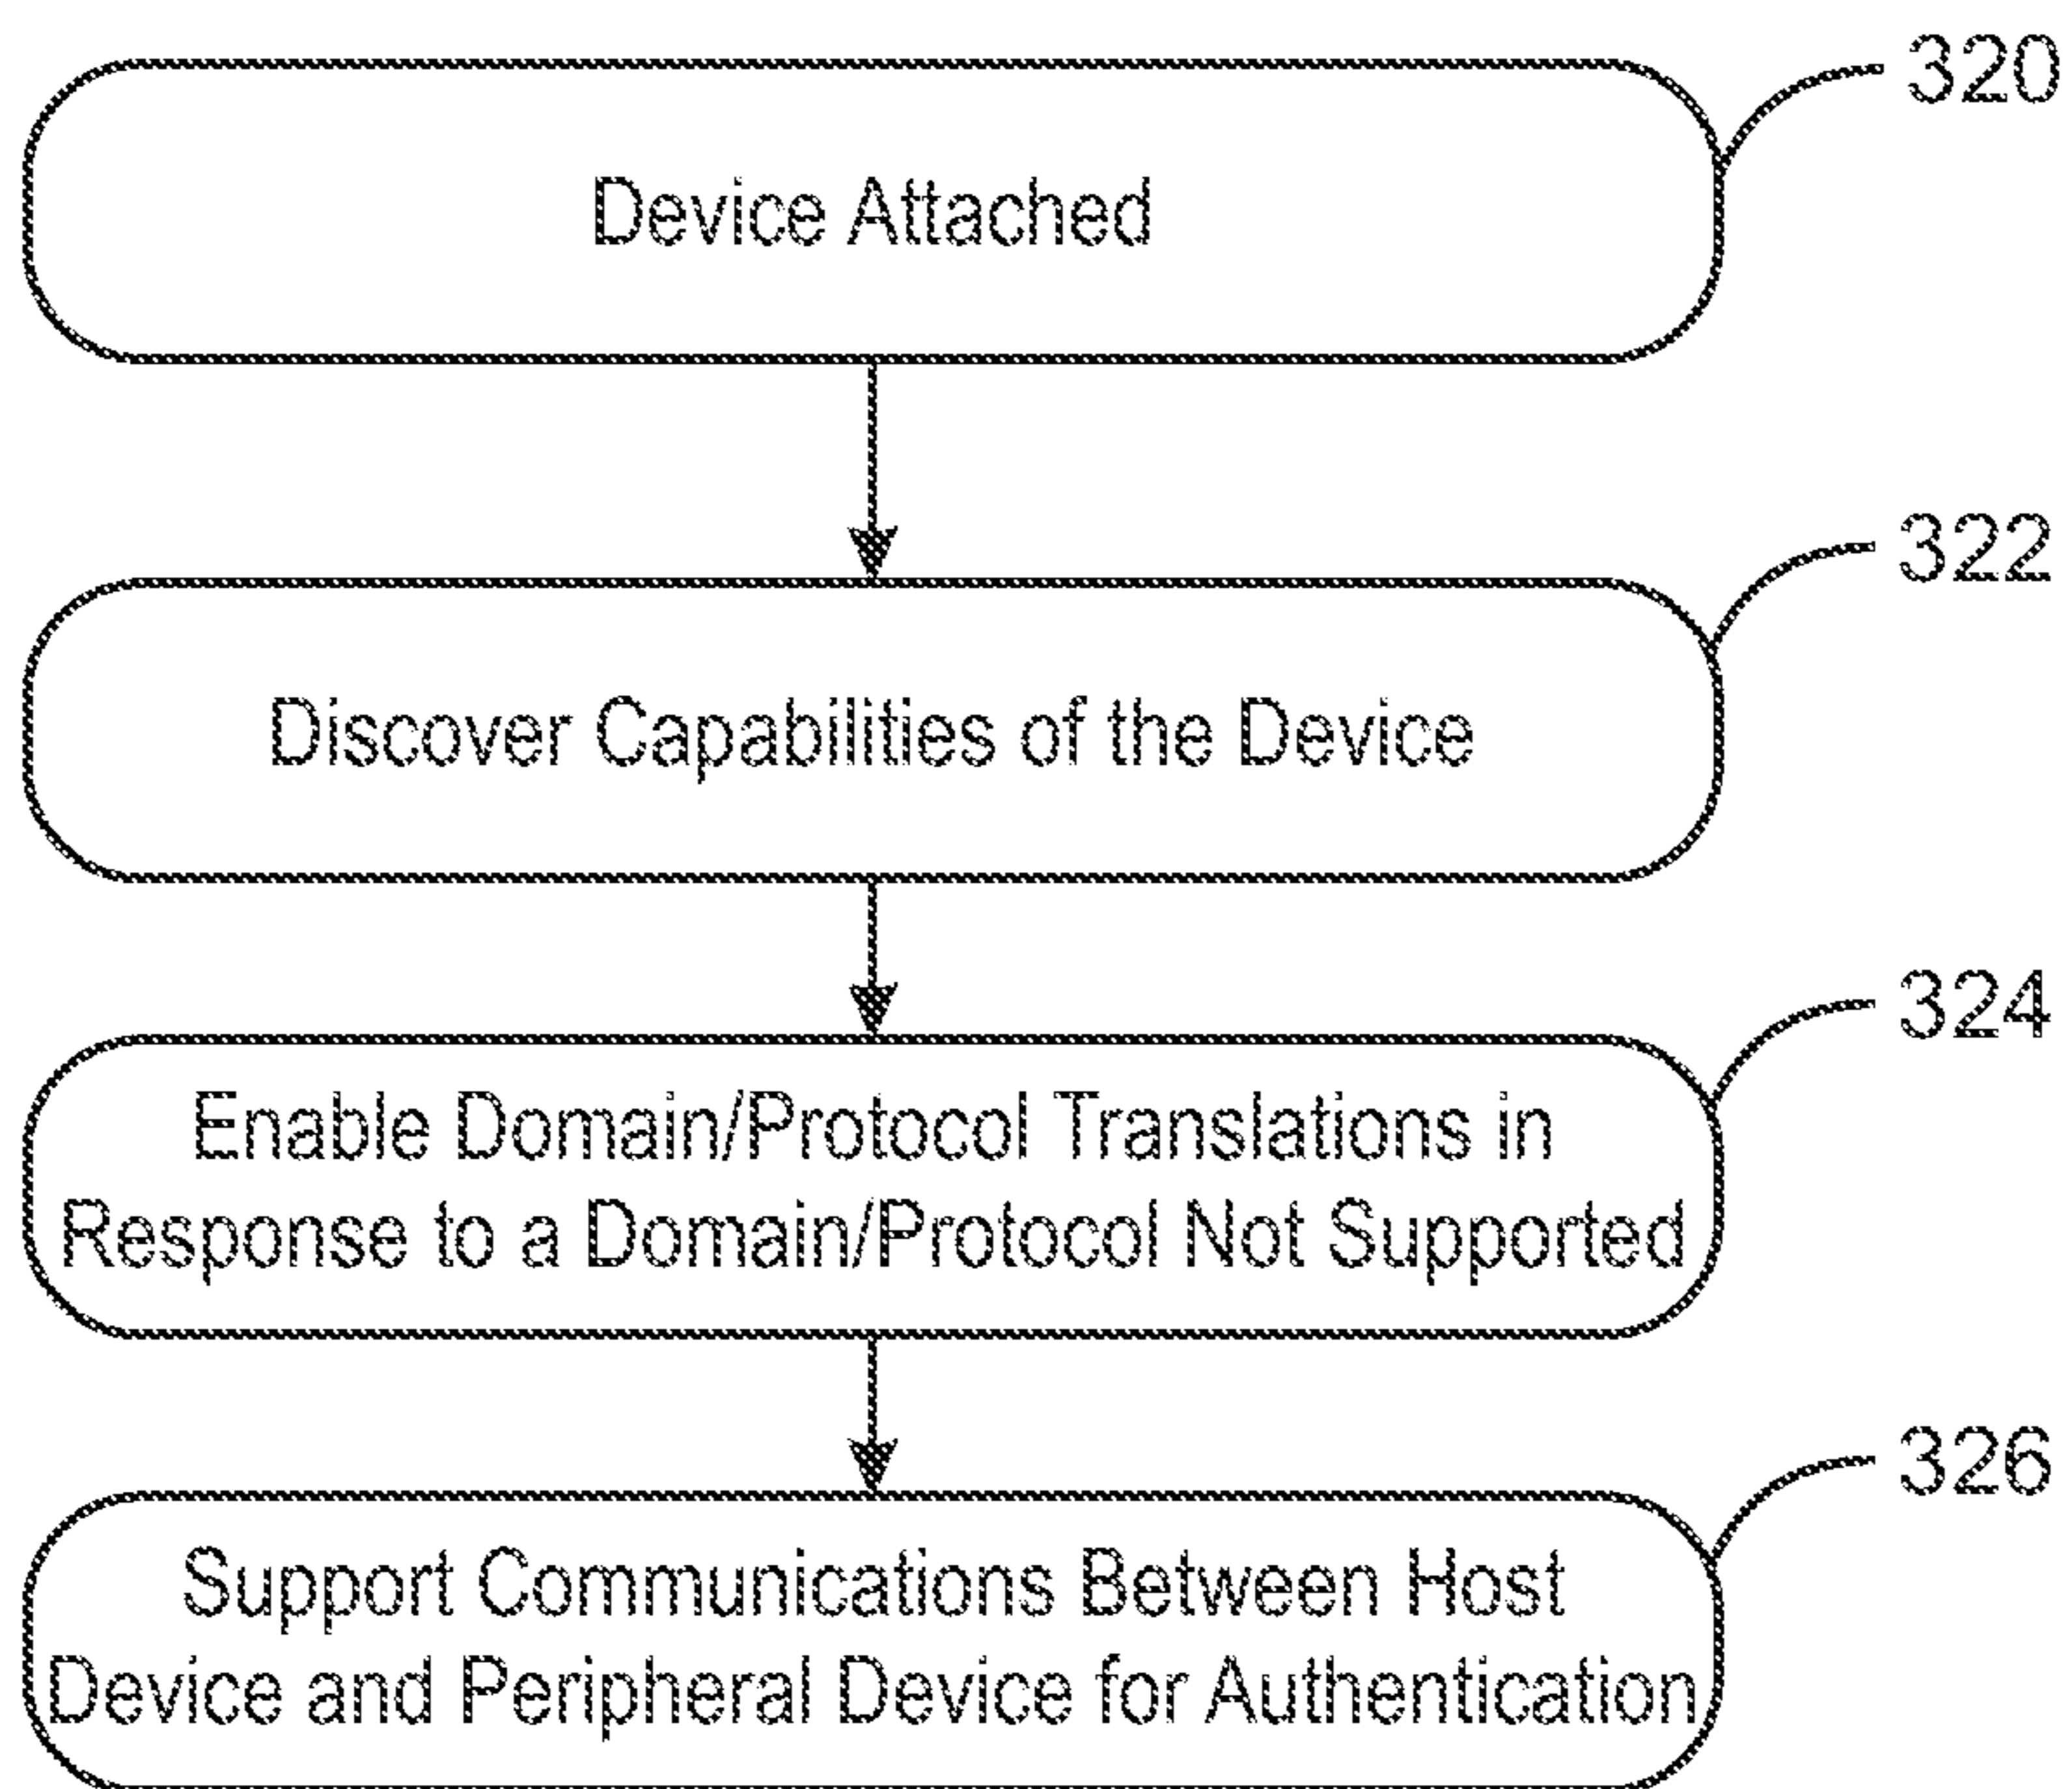 320
Device Attached
322
Discover Capabilities of the Device
324
Enable Domain/Protocol Translations in
Response to a Domain/Protocol Not Supported
326
Support Communications Between Host
Device and Peripheral Device for Authentication